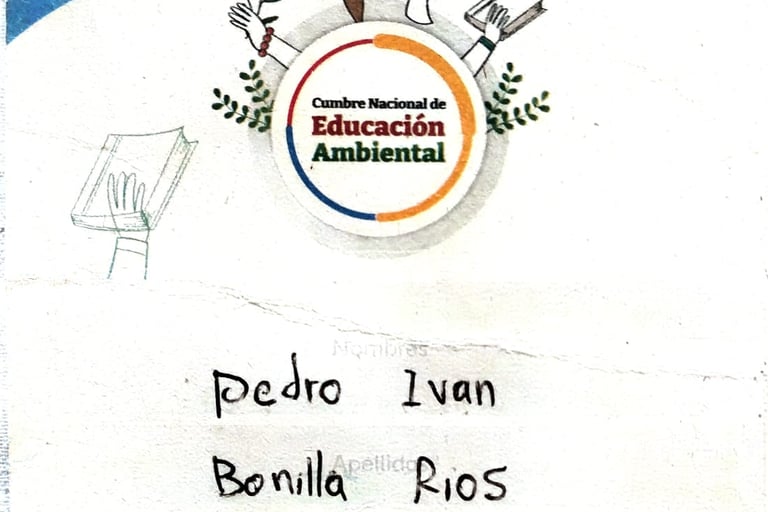 Cumbre Nacional de
Educación
Ambiental
Nombres
Pedro Ivan
Apellidos
Bonilla Rios